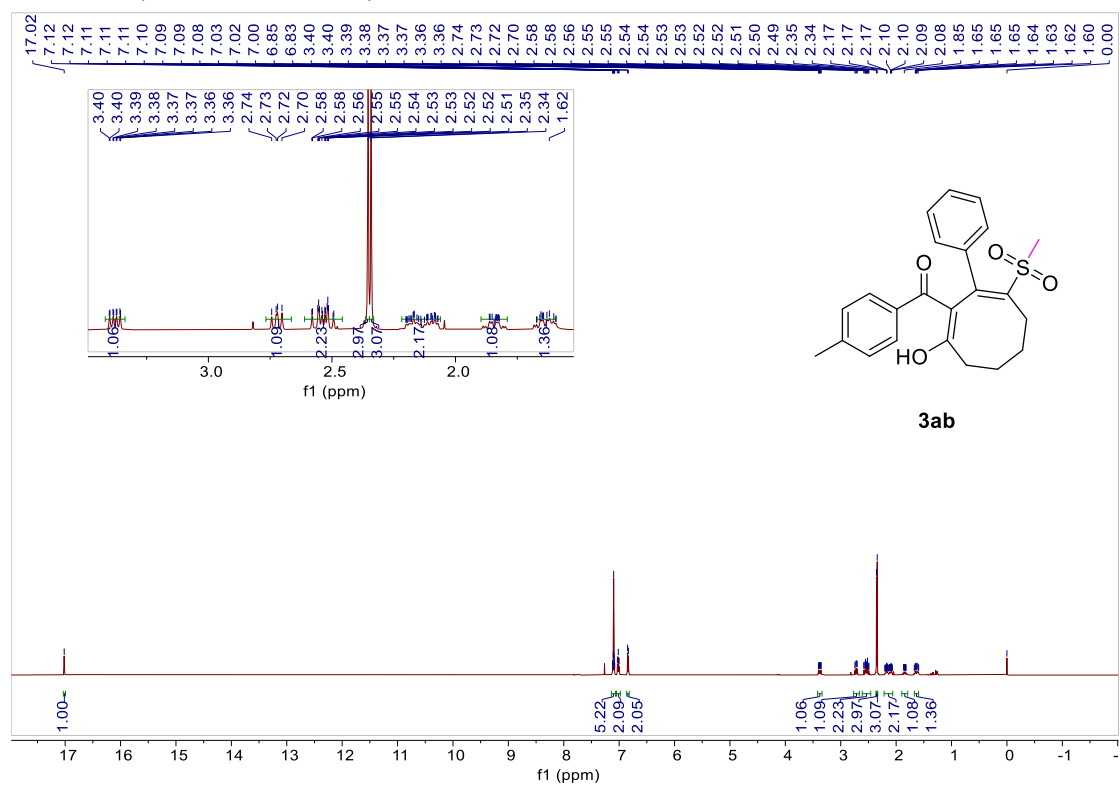 17.02 7.12 7.12 7.11 7.11 7.11 7.10 7.09 7.09 7.08 7.03 7.02 7.00 6.85 6.83 3.40 3.40 3.39 3.38 3.37 3.37 3.36 3.36 2.74 2.73 2.72 2.70 2.58 2.58 2.56 2.55 2.55 2.54 2.54 2.53 2.53 2.52 2.52 2.51 2.50 2.49 2.35 2.34 2.17 2.17 2.17 2.10 2.10 2.09 2.08 1.85 1.65 1.65 1.65 1.64 1.63 1.62 1.60 0.00
3.40 3.40 3.39 3.38 3.37 3.37 3.36 3.36 2.74 2.73 2.72 2.70 2.58 2.58 2.56 2.55 2.55 2.54 2.53 2.53 2.52 2.52 2.51 2.35 2.34 1.62
1.06 1.09 2.23 2.97 3.07 2.17 1.08 1.36
3.0 2.5 2.0
f1 (ppm)
O
O S O
HO
3ab
1.00 5.22 2.09 2.05 1.06 1.09 2.23 2.97 3.07 2.17 1.08 1.36
17 16 15 14 13 12 11 10 9 8 7 6 5 4 3 2 1 0 -1 -
f1 (ppm)